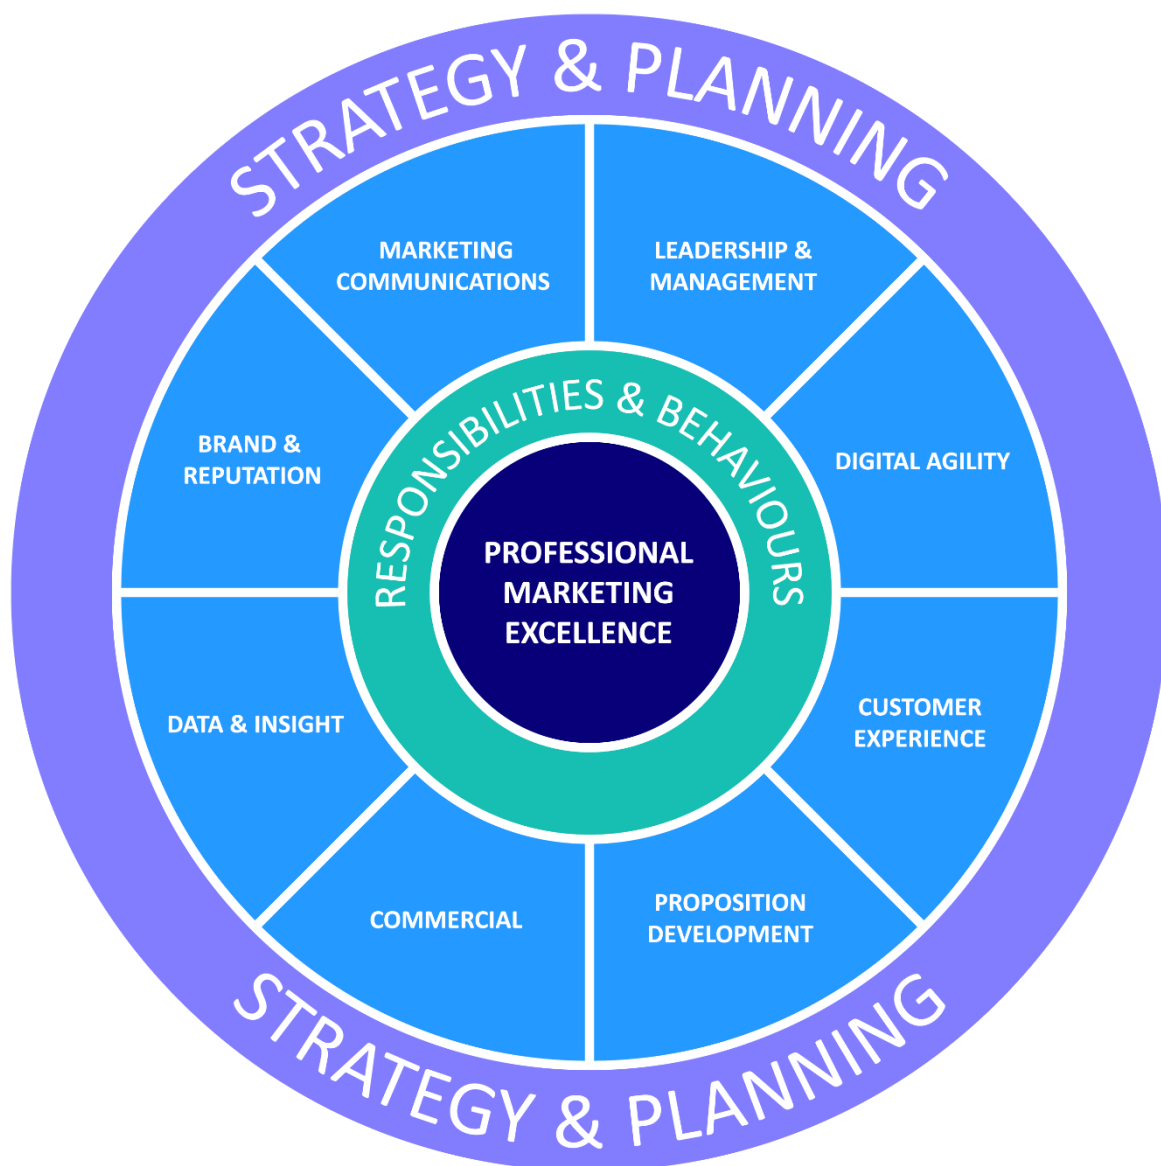 STRATEGY & PLANNING
MARKETING
COMMUNICATIONS
LEADERSHIP &
MANAGEMENT
BRAND &
REPUTATION
DIGITAL AGILITY
RESPONSIBILITIES & BEHAVIOURS
PROFESSIONAL
MARKETING
EXCELLENCE
DATA & INSIGHT
CUSTOMER
EXPERIENCE
COMMERCIAL
PROPOSITION
DEVELOPMENT
STRATEGY & PLANNING